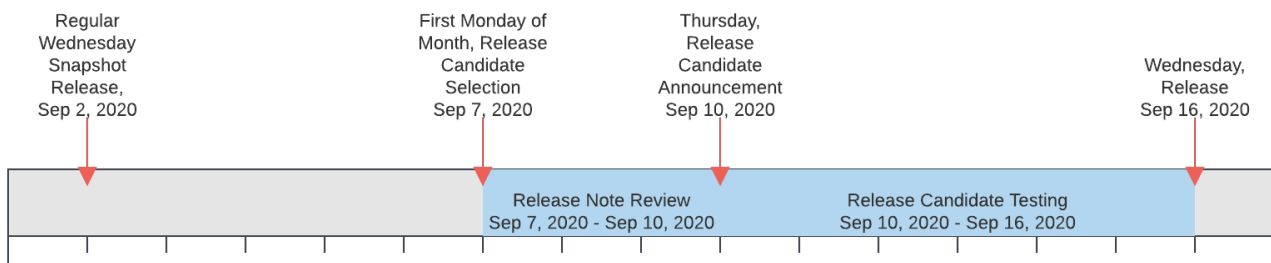 Regular
Wednesday
Snapshot
Release,
Sep 2, 2020
First Monday of
Month, Release
Candidate
Selection
Sep 7, 2020
Thursday,
Release
Candidate
Announcement
Sep 10, 2020
Wednesday,
Release
Sep 16, 2020
Release Note Review
Sep 7, 2020 - Sep 10, 2020
Release Candidate Testing
Sep 10, 2020 - Sep 16, 2020